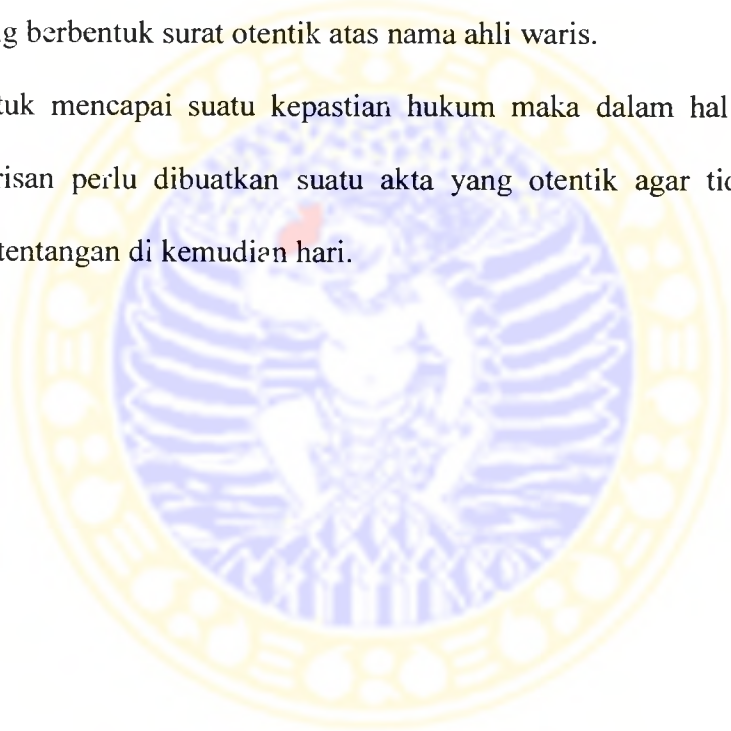 g berbentuk surat otentik atas nama ahli waris.
tuk mencapai suatu kepastian hukum maka dalam hal
risan perlu dibuatkan suatu akta yang otentik agar tic
tentangan di kemudian hari.